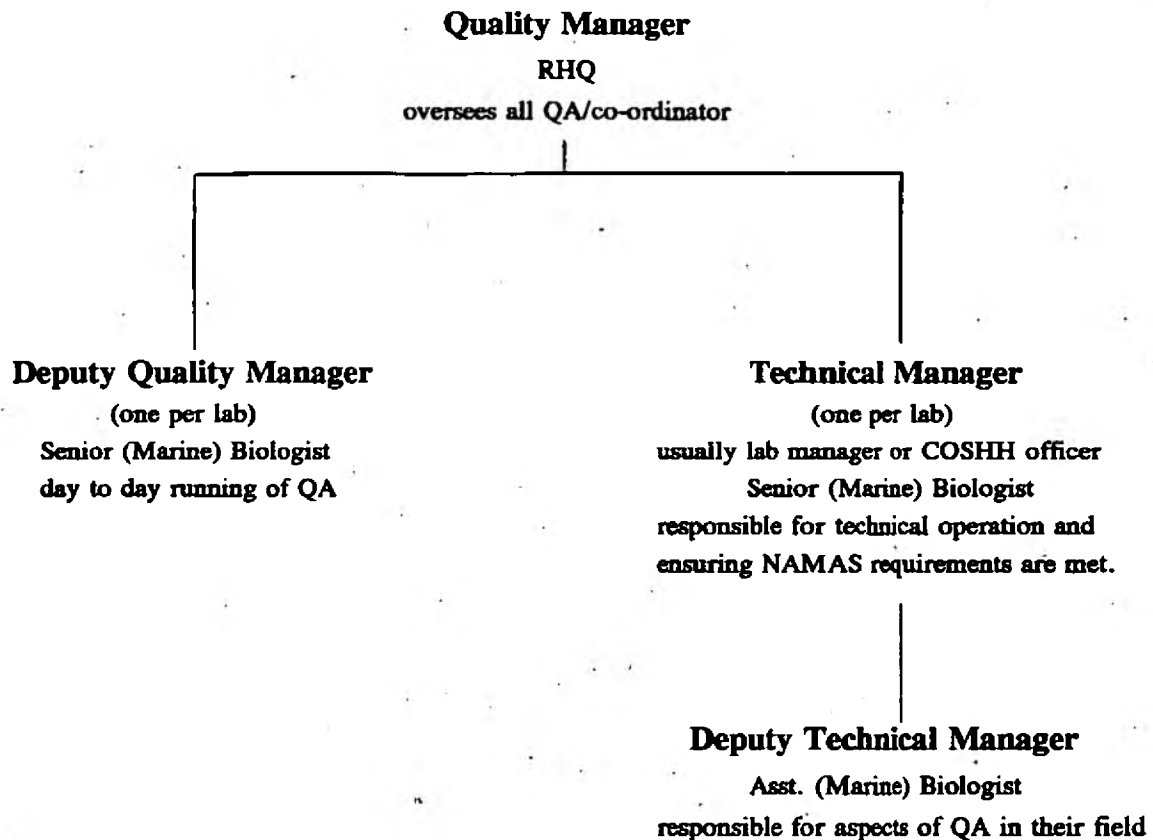 Quality Manager
RHQ
oversees all QA/co-ordinator
Deputy Quality Manager
(one per lab)
Senior (Marine) Biologist
day to day running of QA
Technical Manager
(one per lab)
usually lab manager or COSHH officer
Senior (Marine) Biologist
responsible for technical operation and
ensuring NAMAS requirements are met.
Deputy Technical Manager
Asst. (Marine) Biologist
responsible for aspects of QA in their field